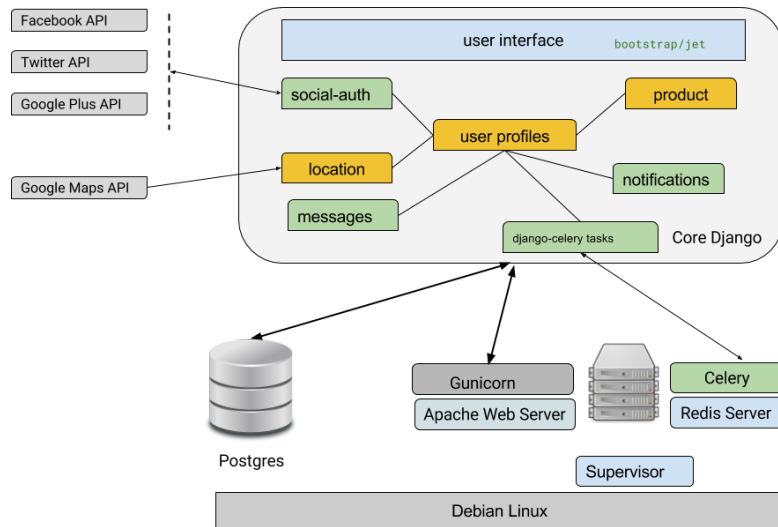 Facebook API
Twitter API
Google Plus API
Google Maps API
user interface bootstrap/jet
social-auth
product
user profiles
location
notifications
messages
django-celery tasks
Core Django
Gunicorn
Celery
Apache Web Server
Redis Server
Postgres
Supervisor
Debian Linux